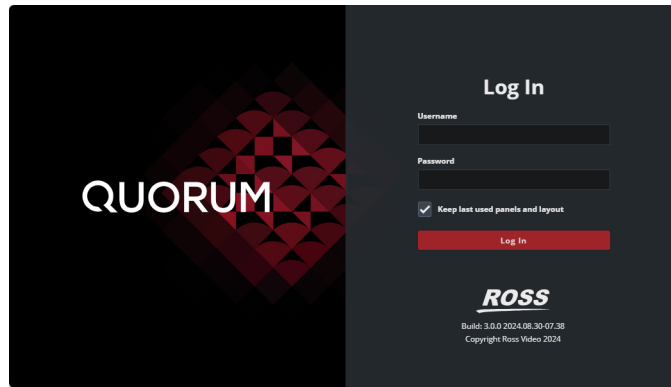 QUORUM
Log In
Username
Password
Keep last used panels and layout
Log In
ROSS
Build: 3.0.0 2024.08.30-07.38
Copyright Ross Video 2024